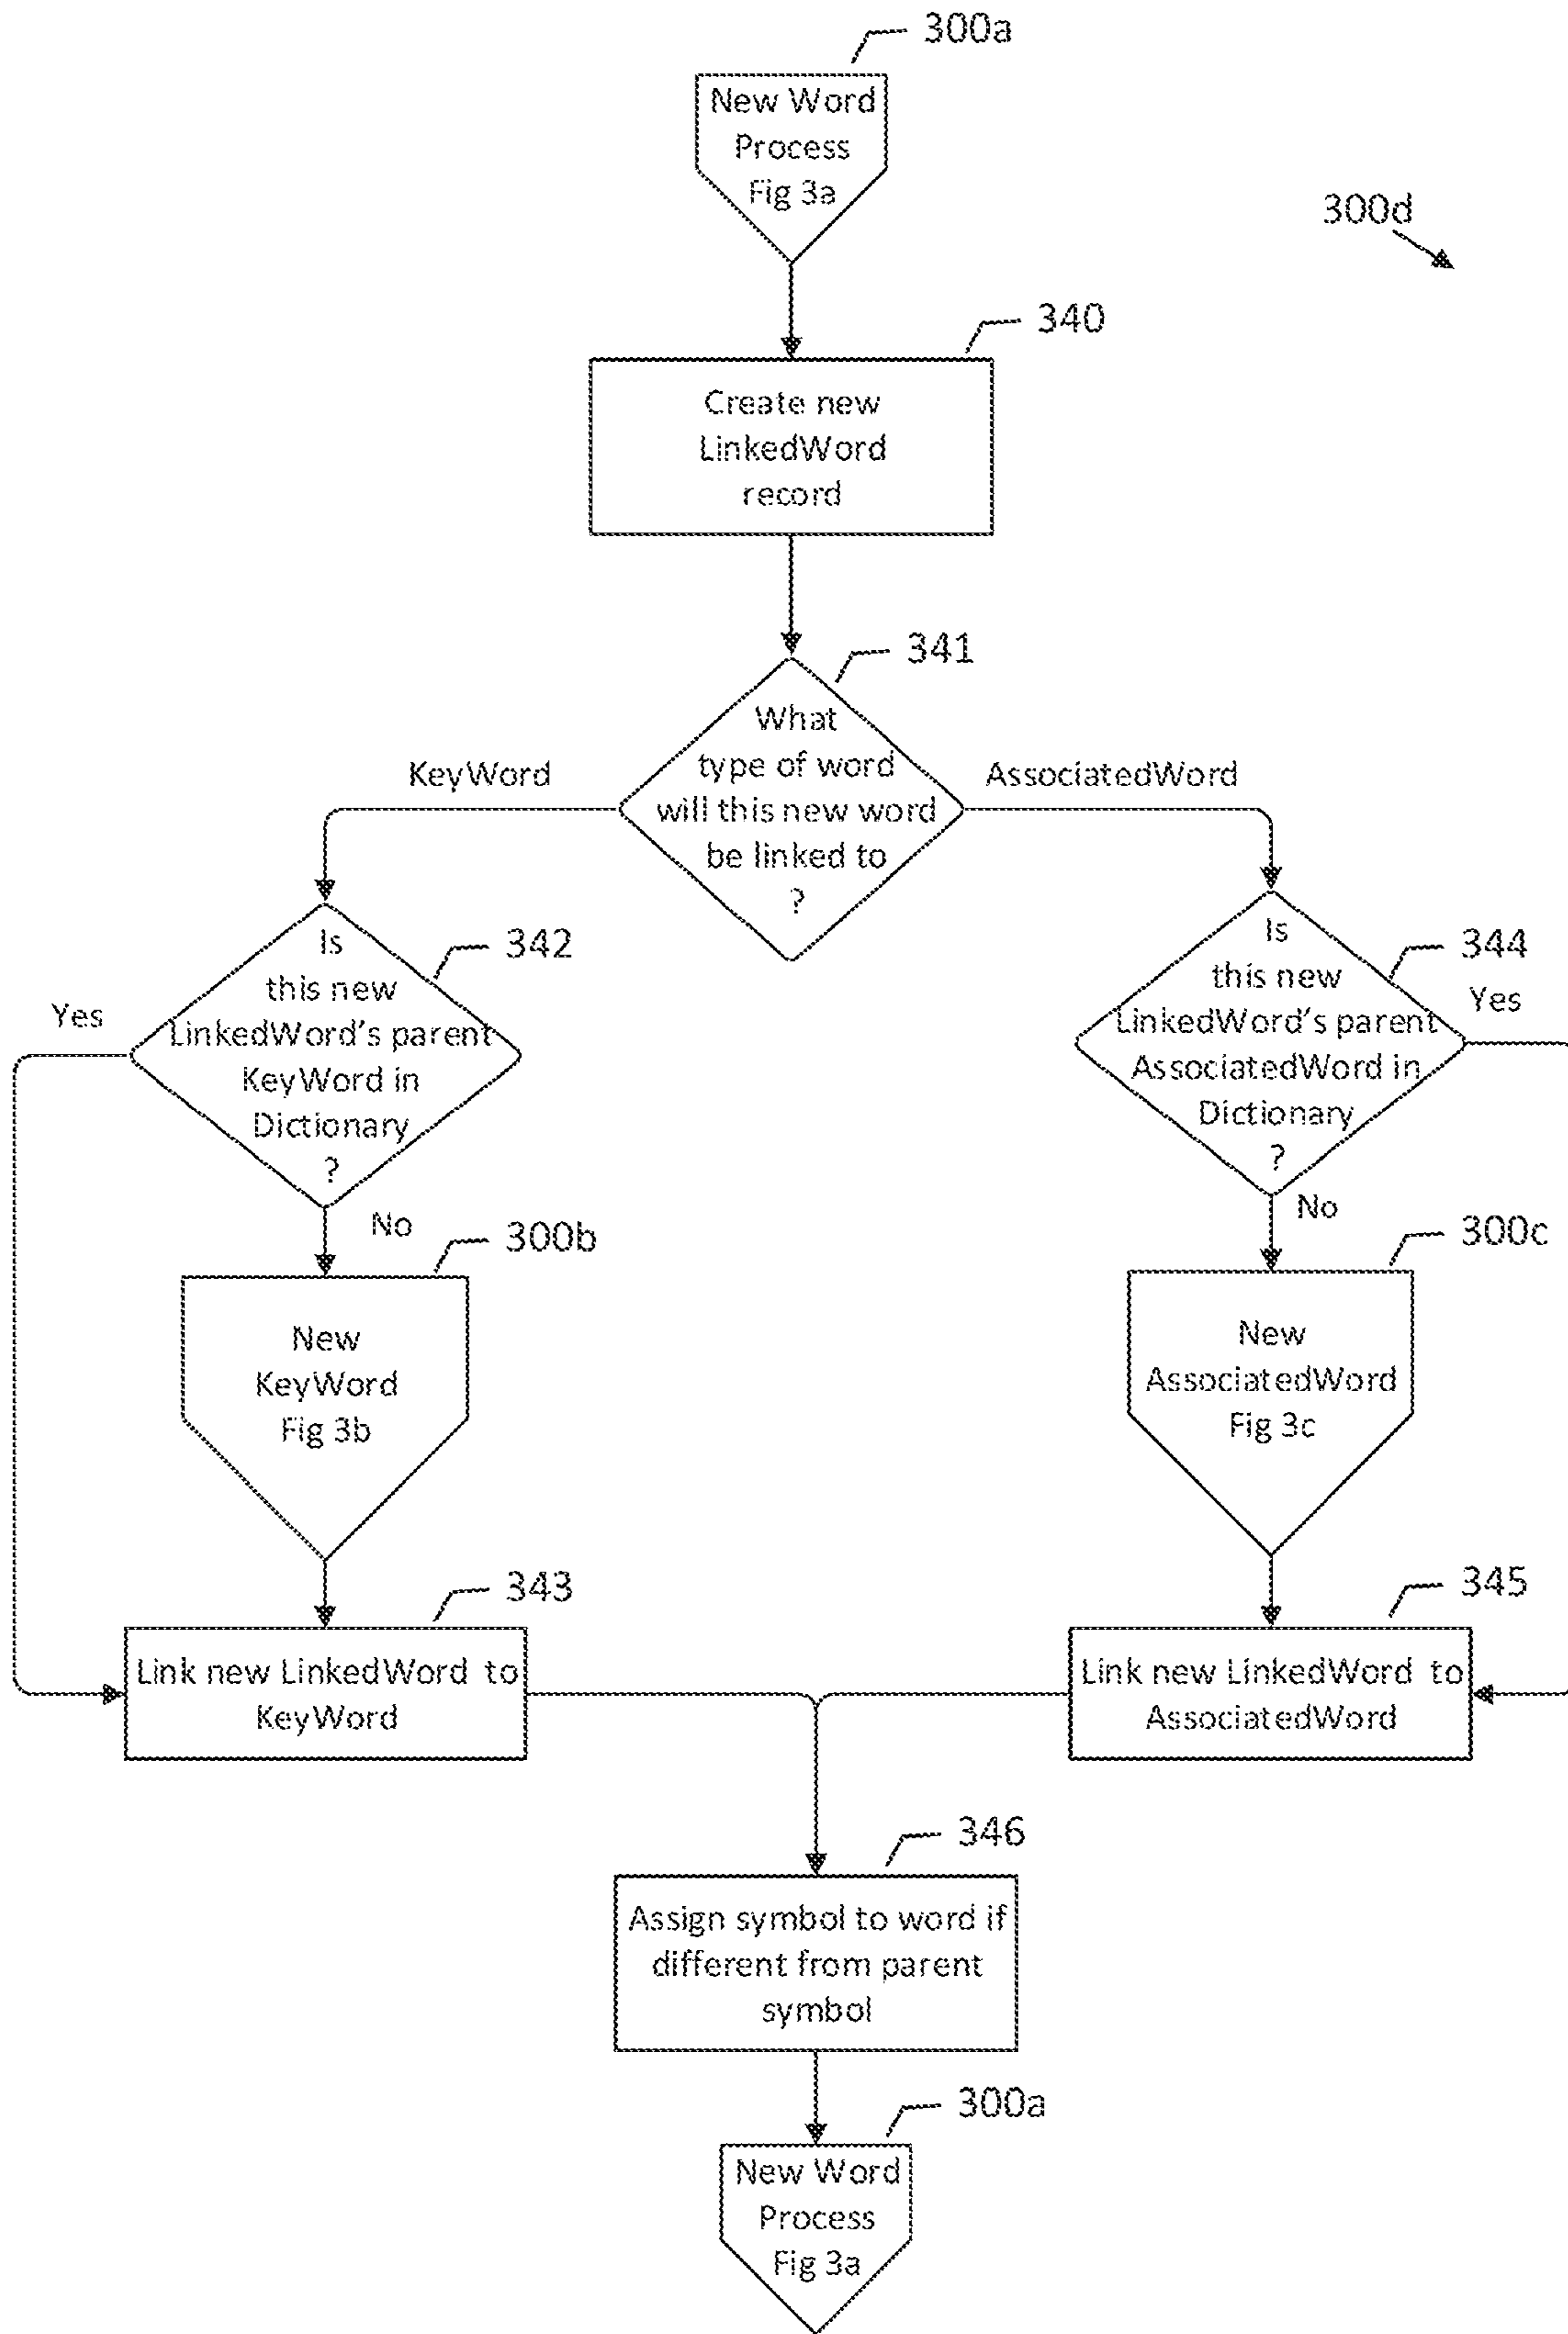 300a
New Word
Process
Fig 3a
300d
340
Create new
LinkedWord
record
341
What
type of word
will this new word
be linked to
?
KeyWord
AssociatedWord
342
Is
this new
LinkedWord's parent
KeyWord in
Dictionary
?
Yes
No
344
Is
this new
LinkedWord's parent
AssociatedWord in
Dictionary
?
Yes
No
300b
New
KeyWord
Fig 3b
300c
New
AssociatedWord
Fig 3c
343
Link new LinkedWord to
KeyWord
345
Link new LinkedWord to
AssociatedWord
346
Assign symbol to word if
different from parent
symbol
300a
New Word
Process
Fig 3a